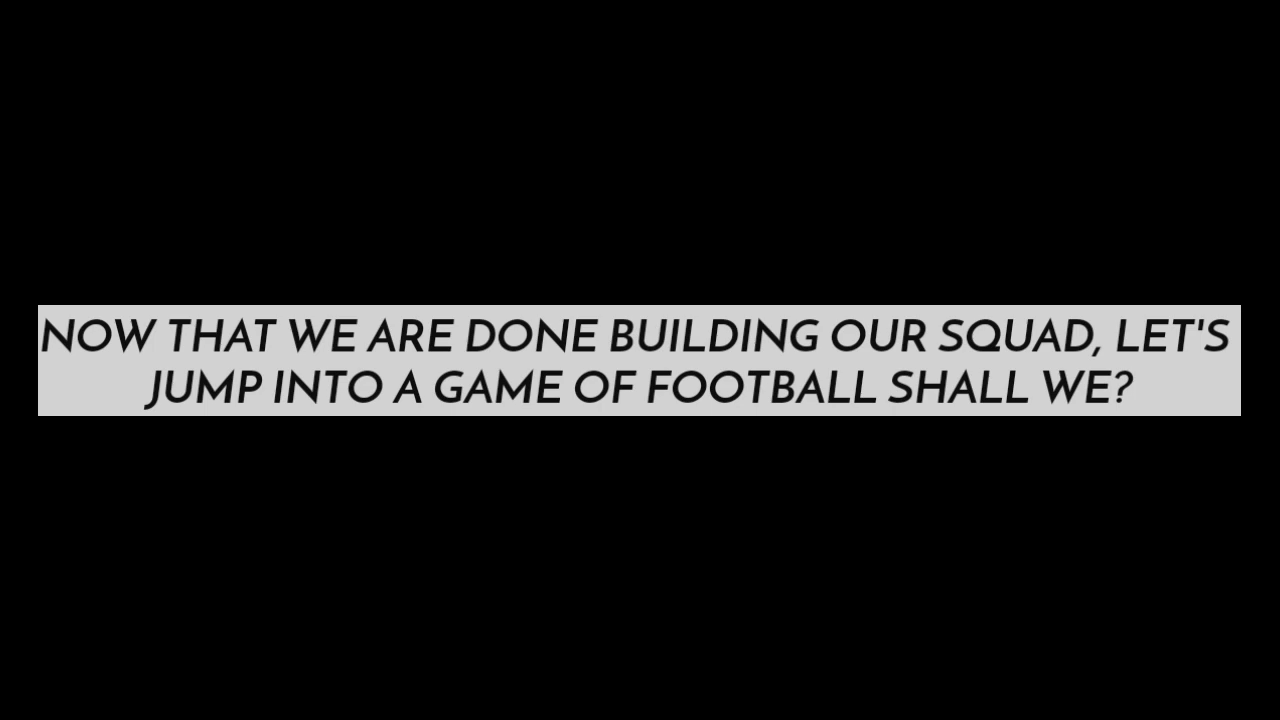 NOW THAT WE ARE DONE BUILDING OUR SQUAD, LET'S
JUMP INTO A GAME OF FOOTBALL SHALL WE?